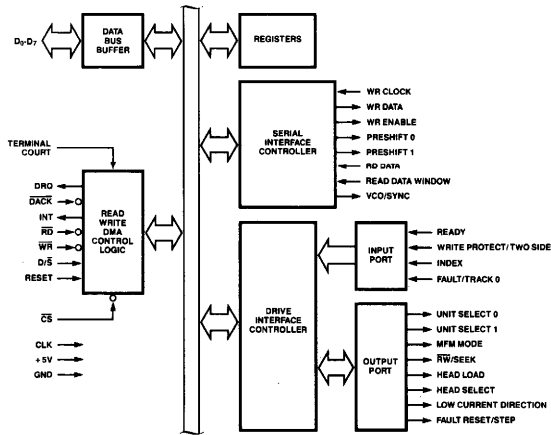 D₀-D₇
DATA
BUS
BUFFER
REGISTERS
SERIAL
INTERFACE
CONTROLLER
WR CLOCK
WR DATA
WR ENABLE
PRESHIFT 0
PRESHIFT 1
RD DATA
READ DATA WINDOW
VCO/SYNC
TERMINAL
COURT
DRQ
DACK
INT
RD
WR
D/S
RESET
READ
WRITE
DMA
CONTROL
LOGIC
CS
CLK
+5V
GND
DRIVE
INTERFACE
CONTROLLER
INPUT
PORT
READY
WRITE PROTECT/TWO SIDE
INDEX
FAULT/TRACK 0
OUTPUT
PORT
UNIT SELECT 0
UNIT SELECT 1
MFM MODE
RW/SEEK
HEAD LOAD
HEAD SELECT
LOW CURRENT DIRECTION
FAULT RESET/STEP